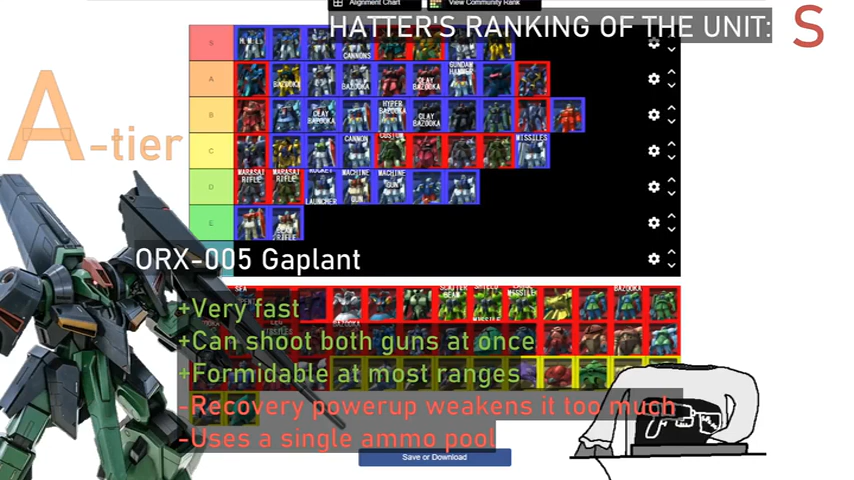 Alignment Chart
View Community Rank
HATTER'S RANKING OF THE UNIT: S
S
CANNONS
A
BAZOOKA
BAZOOKA
GUNDAM
HAMMER
A-tier
B
CLAY
BAZOOKA
HYPER
BAZOOKA
CLAY
BAZOOKA
C
CANNON
CUSTOM
MISSILES
D
MARASAI
RIFLE
MARASAI
RIFLE
ROCKET
LAUNCHER
MACHINE
GUN
MACHINE
GUN
E
BEAM
RIFLE
ORX-005 Gaplant
SEA
SHIELD
BAZOOKA
+Very fast
BAZOOKA
MISSILE
+Can shoot both guns at once
+Formidable at most ranges
-Recovery powerup weakens it too much
-Uses a single ammo pool
Save or Download